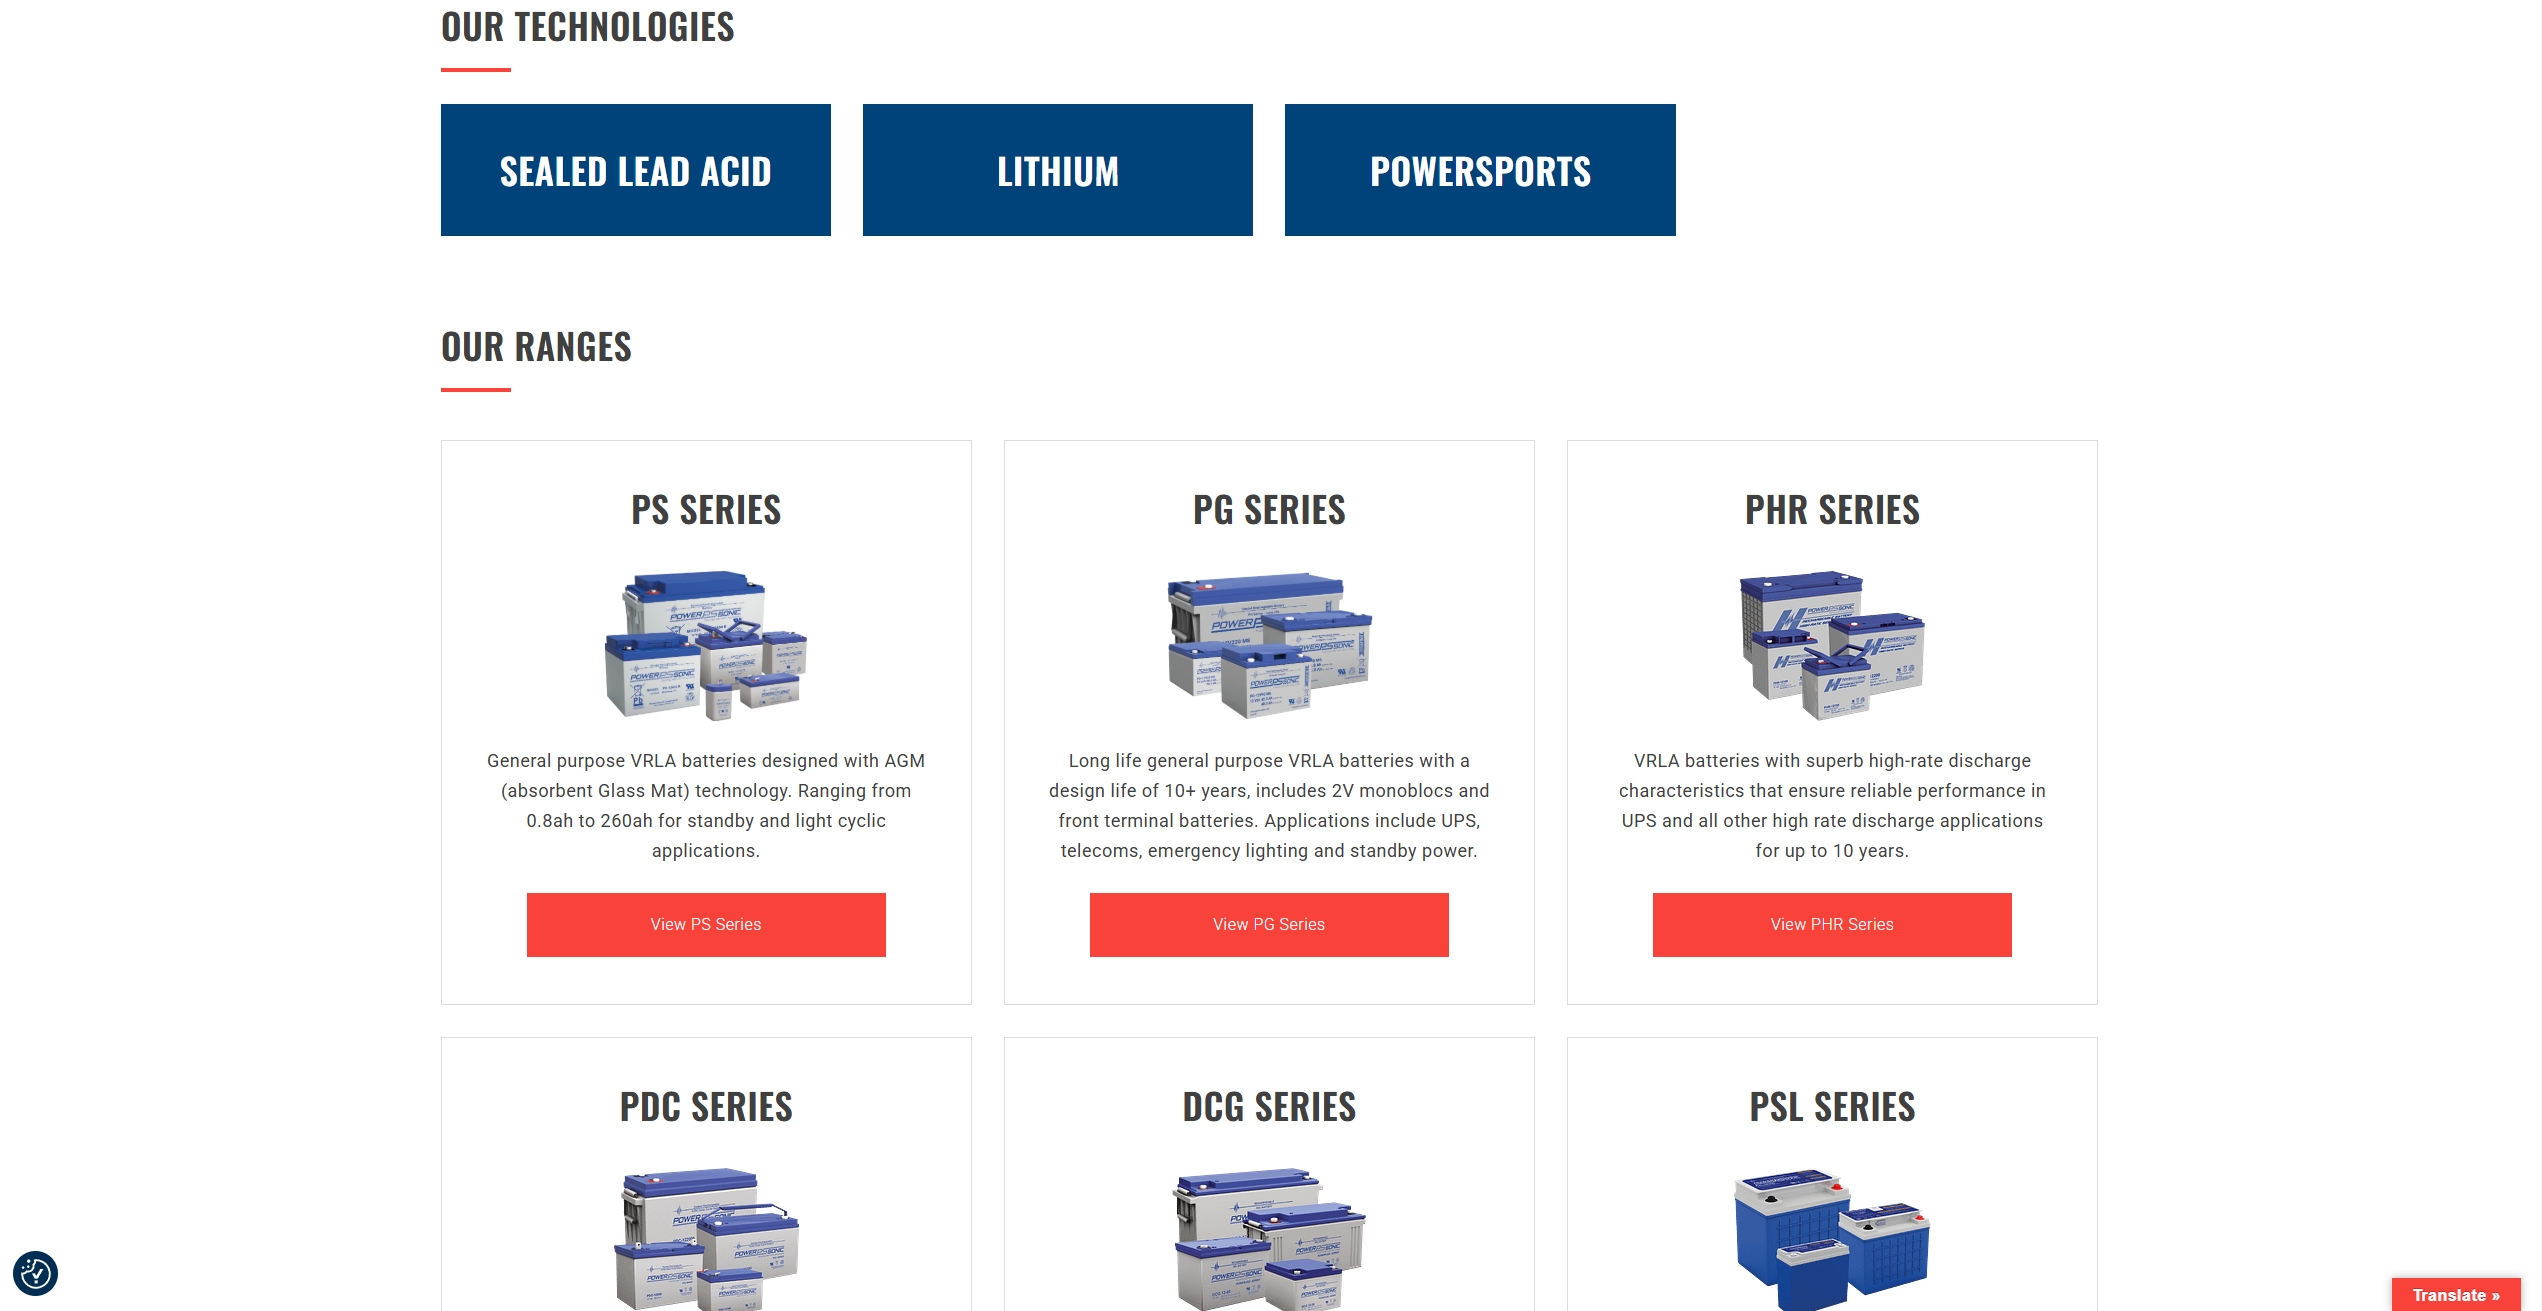 OUR TECHNOLOGIES
SEALED LEAD ACID
LITHIUM
POWERSPORTS
OUR RANGES
PS SERIES
General purpose VRLA batteries designed with AGM
(absorbent Glass Mat) technology. Ranging from
0.8ah to 260ah for standby and light cyclic
applications.
View PS Series
PG SERIES
Long life general purpose VRLA batteries with a
design life of 10+ years, includes 2V monoblocs and
front terminal batteries. Applications include UPS,
telecoms, emergency lighting and standby power.
View PG Series
PHR SERIES
VRLA batteries with superb high-rate discharge
characteristics that ensure reliable performance in
UPS and all other high rate discharge applications
for up to 10 years.
View PHR Series
PDC SERIES
DCG SERIES
PSL SERIES
Translate »